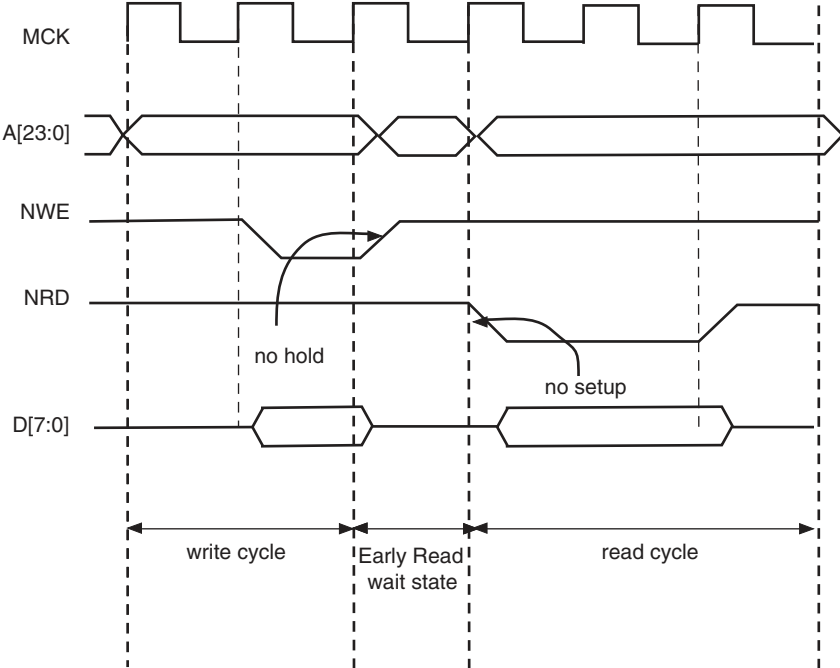 MCK
A[23:0]
NWE
NRD
no hold
no setup
D[7:0]
write cycle
Early Read
wait state
read cycle